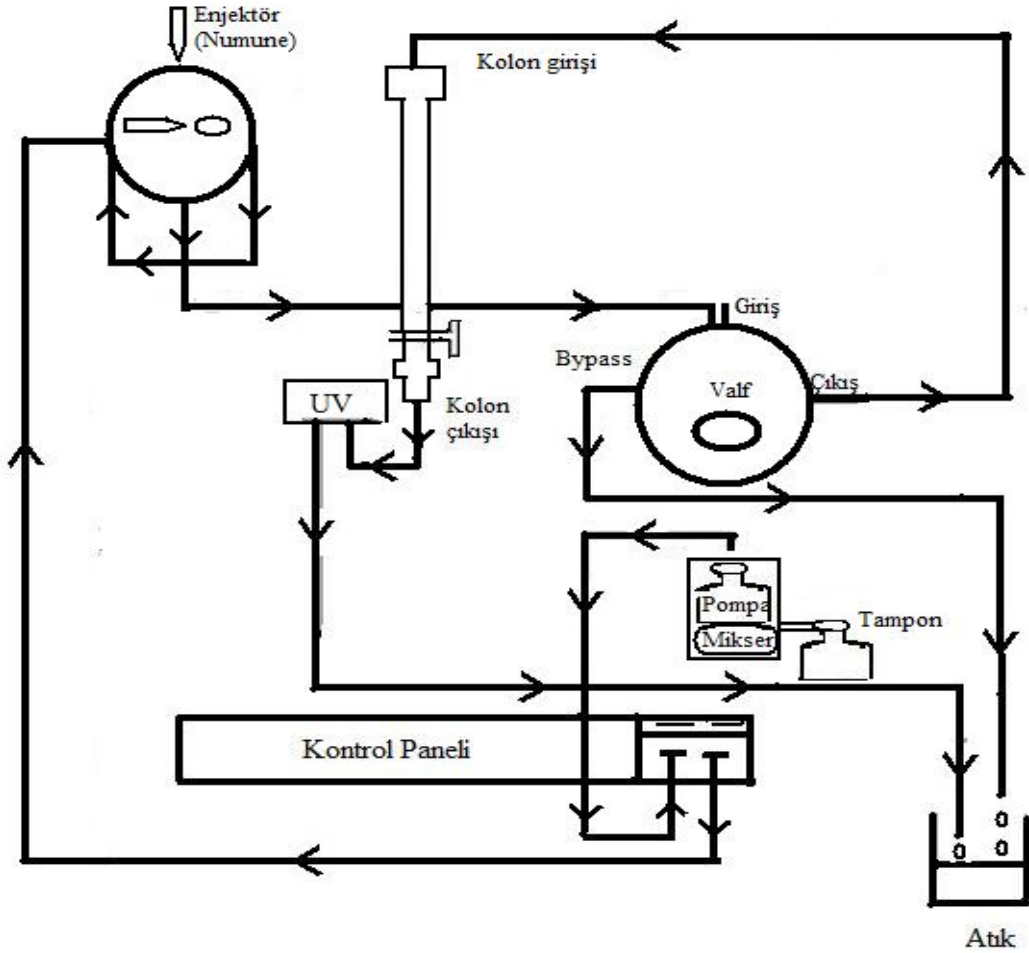 Enjektör
(Numune)
Kolon girişi
Giriş
Bypass
Valf
Çıkış
UV
Kolon
çıkışı
Pompa
Mikser
Tampon
Kontrol Paneli
Atık